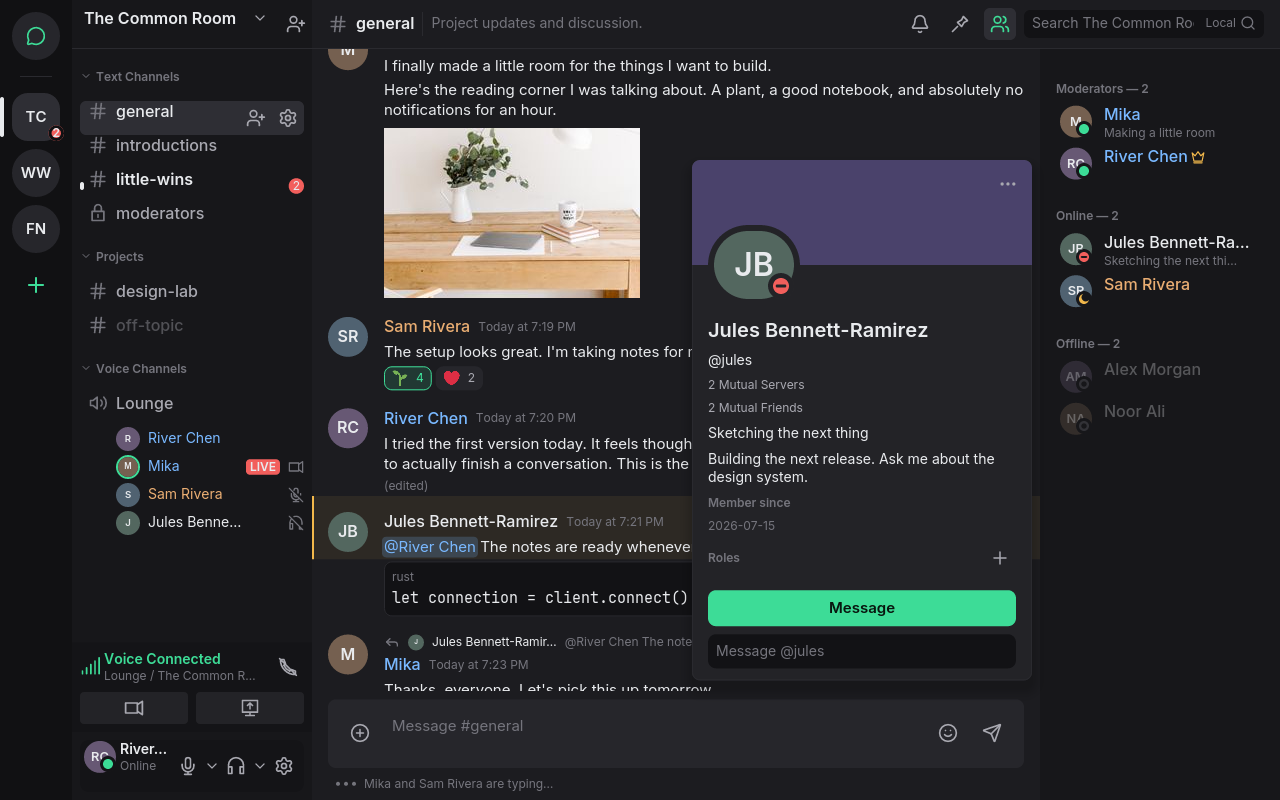 TC
2
WW
FN
The Common Room
Text Channels
general
introductions
little-wins
2
moderators
Projects
design-lab
off-topic
Voice Channels
Lounge
R
River Chen
M
Mika
LIVE
S
Sam Rivera
J
Jules Benne...
Voice Connected
Lounge / The Common R...
RC
River...
Online
general
Project updates and discussion.
Search The Common Ro
Local
M
I finally made a little room for the things I want to build.
Here's the reading corner I was talking about. A plant, a good notebook, and absolutely no
notifications for an hour.
SR
Sam Rivera
Today at 7:19 PM
The setup looks great. I'm taking notes for
4
2
RC
River Chen
Today at 7:20 PM
I tried the first version today. It feels though
to actually finish a conversation. This is the
(edited)
JB
Jules Bennett-Ramirez
Today at 7:21 PM
@River Chen The notes are ready wheneve
rust
let connection = client.connect()
J
Jules Bennett-Ramir...
@River Chen The note
M
Mika
Today at 7:23 PM
Thanks, everyone. Let's pick this up tomorrow
Message #general
Mika and Sam Rivera are typing...
JB
Jules Bennett-Ramirez
@jules
2 Mutual Servers
2 Mutual Friends
Sketching the next thing
Building the next release. Ask me about the
design system.
Member since
2026-07-15
Roles
Message
Message @jules
Moderators — 2
M
Mika
Making a little room
RC
River Chen
Online — 2
JB
Jules Bennett-Ra...
Sketching the next thi...
SR
Sam Rivera
Offline — 2
AM
Alex Morgan
NA
Noor Ali